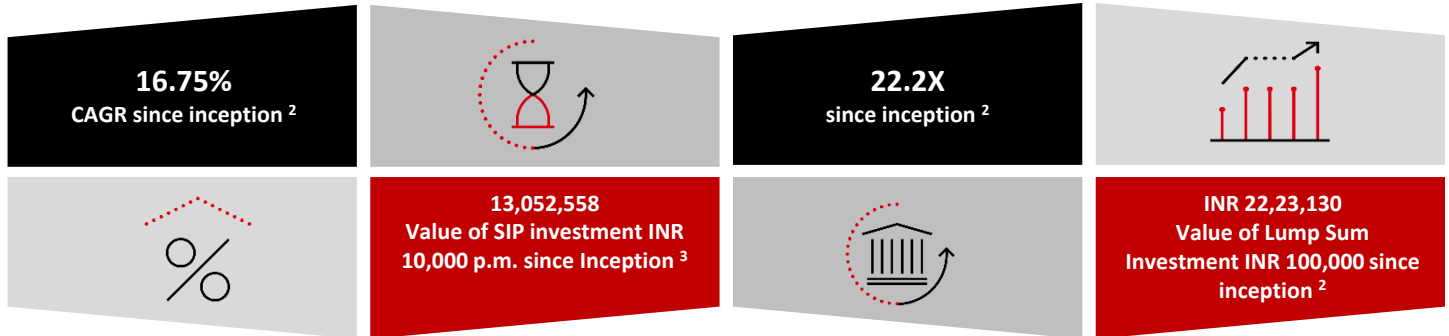 16.75%
CAGR since inception ²
22.2X
since inception ²
13,052,558
Value of SIP investment INR
10,000 p.m. since Inception ³
INR 22,23,130
Value of Lump Sum
Investment INR 100,000 since
inception ²